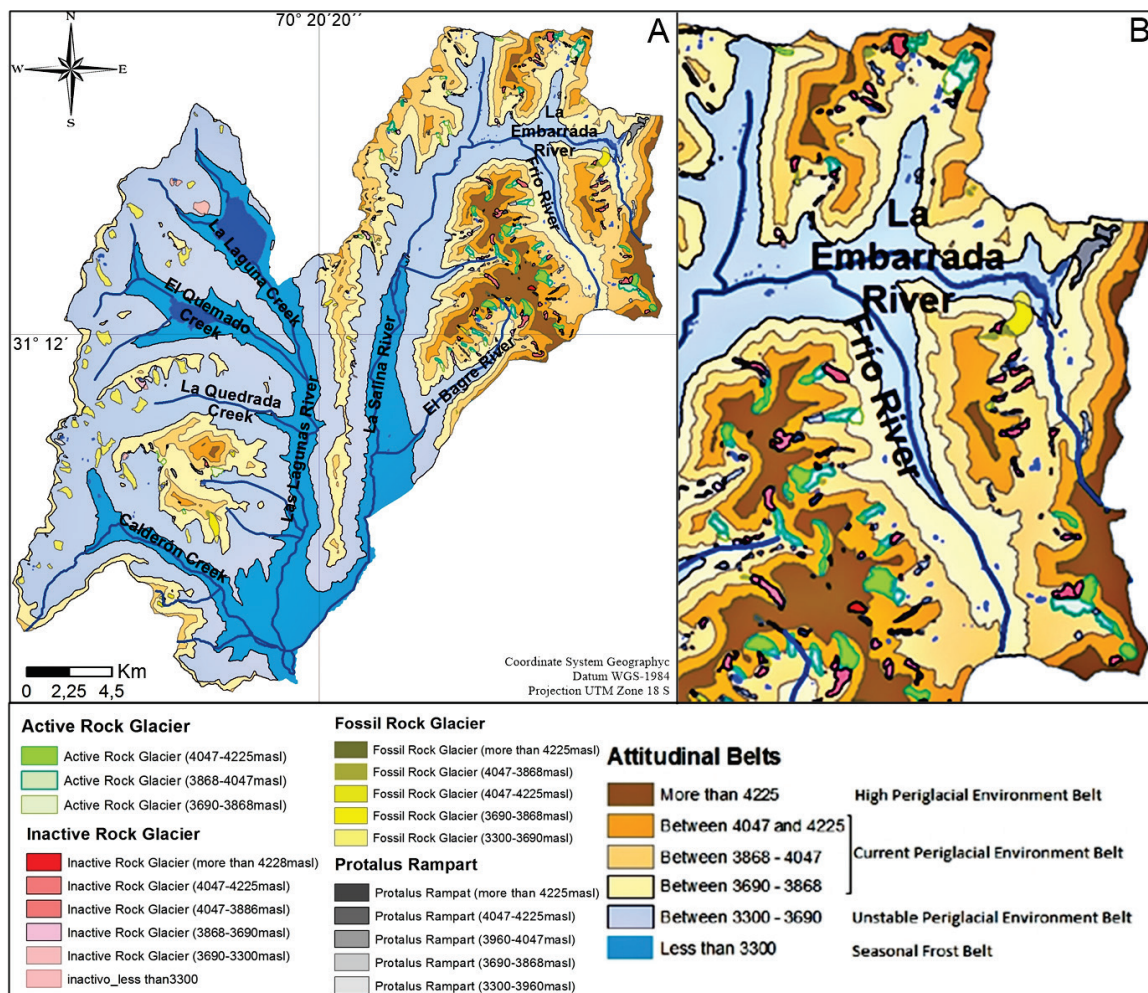 N
W
E
S
70° 20'20''
A
B
31° 12'
La Embarrada River
Frío River
La Laguna Creek
El Quemado Creek
La Quedrada Creek
Las Lagunas River
La Salina River
El Bagre River
Calderón Creek
Km
0 2,25 4,5
Coordinate System Geographyc
Datum WGS-1984
Projection UTM Zone 18 S
La
Embarrada
River
Frío River
Active Rock Glacier
Active Rock Glacier (4047-4225masl)
Active Rock Glacier (3868-4047masl)
Active Rock Glacier (3690-3868masl)
Inactive Rock Glacier
Inactive Rock Glacier (more than 4228masl)
Inactive Rock Glacier (4047-4225masl)
Inactive Rock Glacier (4047-3886masl)
Inactive Rock Glacier (3868-3690masl)
Inactive Rock Glacier (3690-3300masl)
inactivo_less than3300
Fossil Rock Glacier
Fossil Rock Glacier (more than 4225masl)
Fossil Rock Glacier (4047-3868masl)
Fossil Rock Glacier (4047-4225masl)
Fossil Rock Glacier (3690-3868masl)
Fossil Rock Glacier (3300-3690masl)
Protalus Rampart
Protalus Rampat (more than 4225masl)
Protalus Rampart (4047-4225masl)
Protalus Rampart (3960-4047masl)
Protalus Rampart (3690-3868masl)
Protalus Rampart (3300-3960masl)
Attitudinal Belts
More than 4225 High Periglacial Environment Belt
Between 4047 and 4225
Between 3868 - 4047 Current Periglacial Environment Belt
Between 3690 - 3868
Between 3300 - 3690 Unstable Periglacial Environment Belt
Less than 3300 Seasonal Frost Belt